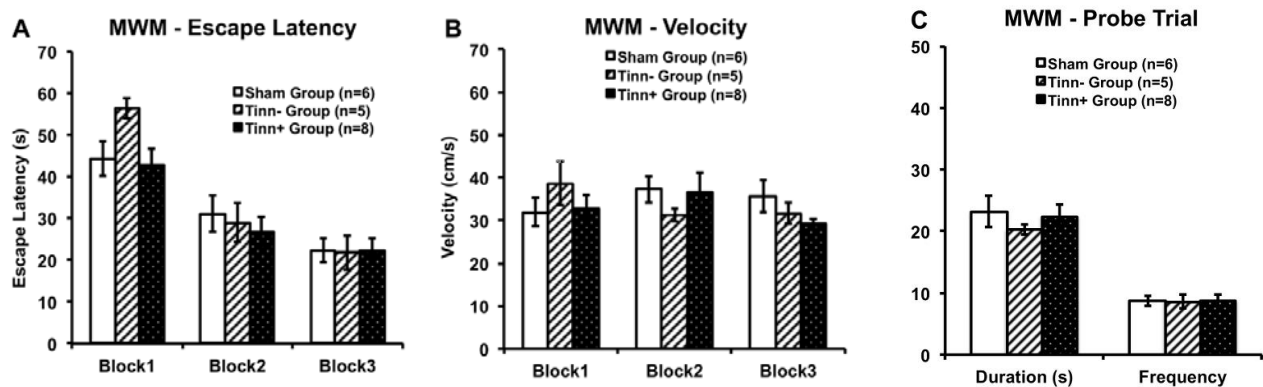 A
MWM - Escape Latency
70
60
50
40
30
20
10
0
Escape Latency (s)
Sham Group (n=6)
Tinn- Group (n=5)
Tinn+ Group (n=8)
Block1
Block2
Block3
B
MWM - Velocity
70
60
50
40
30
20
10
0
Velocity (cm/s)
Sham Group (n=6)
Tinn- Group (n=5)
Tinn+ Group (n=8)
Block1
Block2
Block3
C
MWM - Probe Trial
50
40
30
20
10
0
Sham Group (n=6)
Tinn- Group (n=5)
Tinn+ Group (n=8)
Duration (s)
Frequency